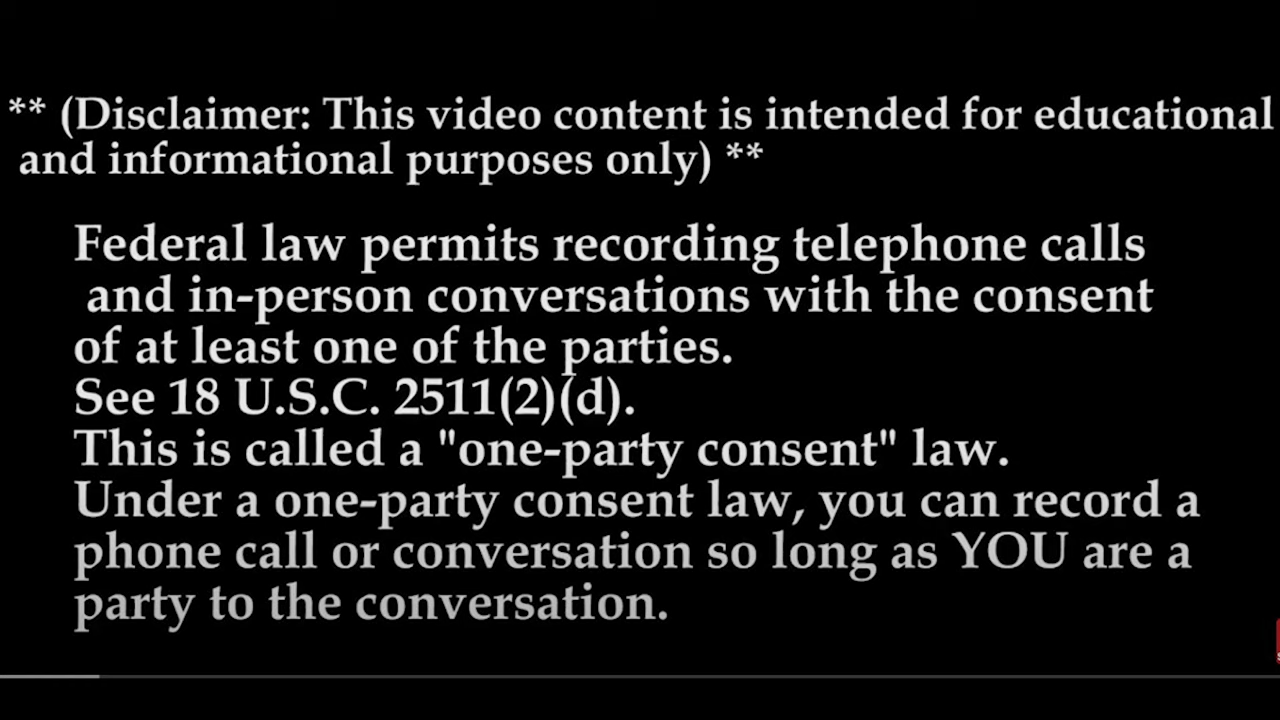 ** (Disclaimer: This video content is intended for educational
and informational purposes only) **
Federal law permits recording telephone calls
and in-person conversations with the consent
of at least one of the parties.
See 18 U.S.C. 2511(2)(d).
This is called a "one-party consent" law.
Under a one-party consent law, you can record a
phone call or conversation so long as YOU are a
party to the conversation.